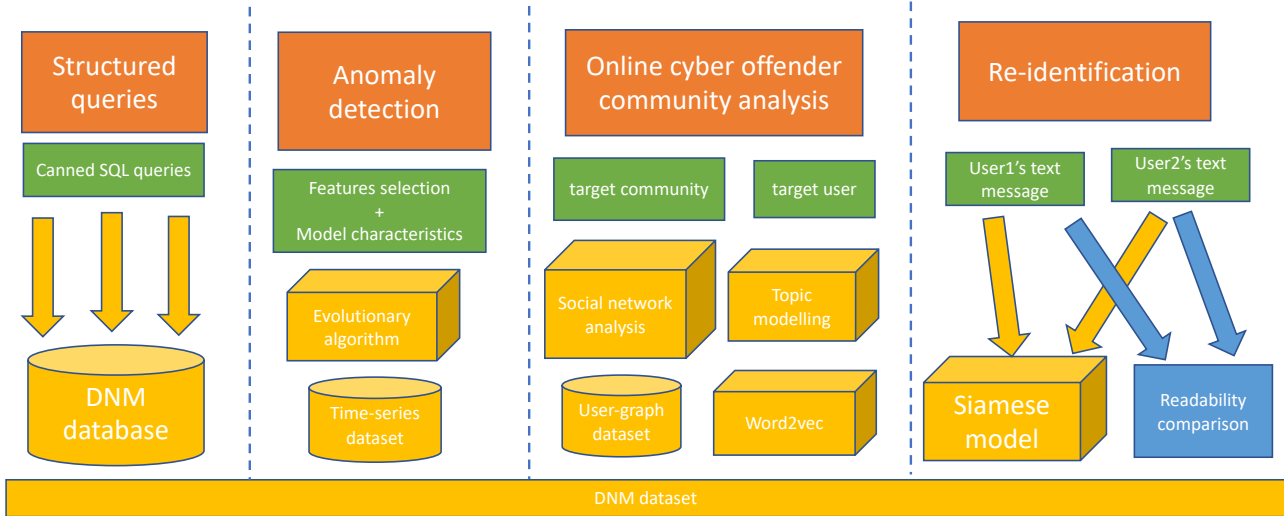 Structured
queries
Canned SQL queries
DNM
database
Anomaly
detection
Features selection
+
Model characteristics
Evolutionary
algorithm
Time-series
dataset
Online cyber offender
community analysis
target community
target user
Social network
analysis
Topic
modelling
User-graph
dataset
Word2vec
Re-identification
User1's text
message
User2's text
message
Siamese
model
Readability
comparison
DNM dataset